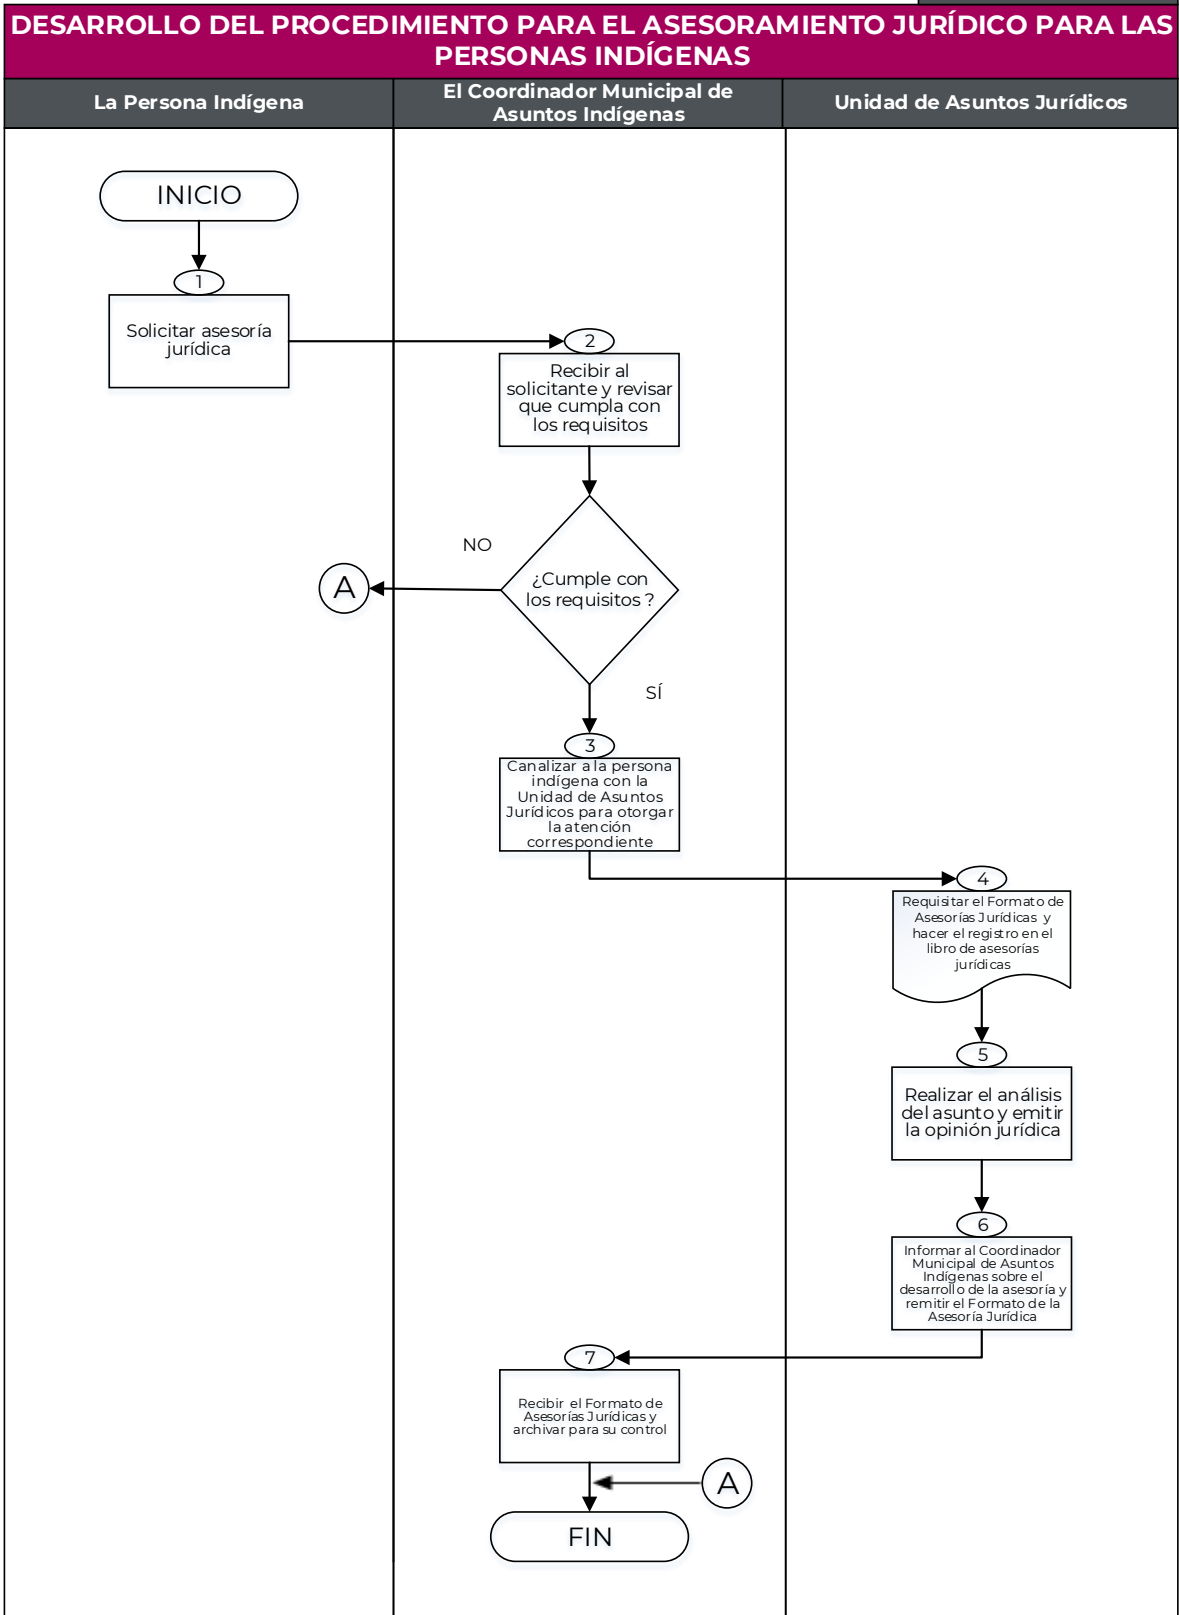 DESARROLLO DEL PROCEDIMIENTO PARA EL ASESORAMIENTO JURÍDICO PARA LAS
PERSONAS INDÍGENAS
La Persona Indígena
El Coordinador Municipal de
Asuntos Indígenas
Unidad de Asuntos Jurídicos
INICIO
1
Solicitar asesoría
jurídica
2
Recibir al
solicitante y revisar
que cumpla con
los requisitos
NO
A
¿Cumple con
los requisitos ?
SÍ
3
Canalizar a la persona
indígena con la
Unidad de Asuntos
Jurídicos para otorgar
la atención
correspondiente
4
Requisitar el Formato de
Asesorías Jurídicas y
hacer el registro en el
libro de asesorías
jurídicas
5
Realizar el análisis
del asunto y emitir
la opinión jurídica
6
Informar al Coordinador
Municipal de Asuntos
Indígenas sobre el
desarrollo de la asesoría y
remitir el Formato de la
Asesoría Jurídica
7
Recibir el Formato de
Asesorías Jurídicas y
archivar para su control
A
FIN